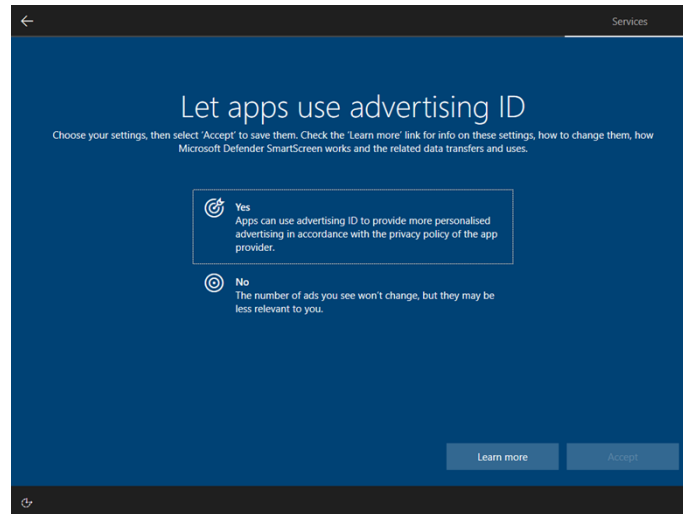 Services
Let apps use advertising ID
Choose your settings, then select 'Accept' to save them. Check the 'Learn more' link for info on these settings, how to change them, how
Microsoft Defender SmartScreen works and the related data transfers and uses.
Yes
Apps can use advertising ID to provide more personalised
advertising in accordance with the privacy policy of the app
provider.
No
The number of ads you see won't change, but they may be
less relevant to you.
Learn more
Accept